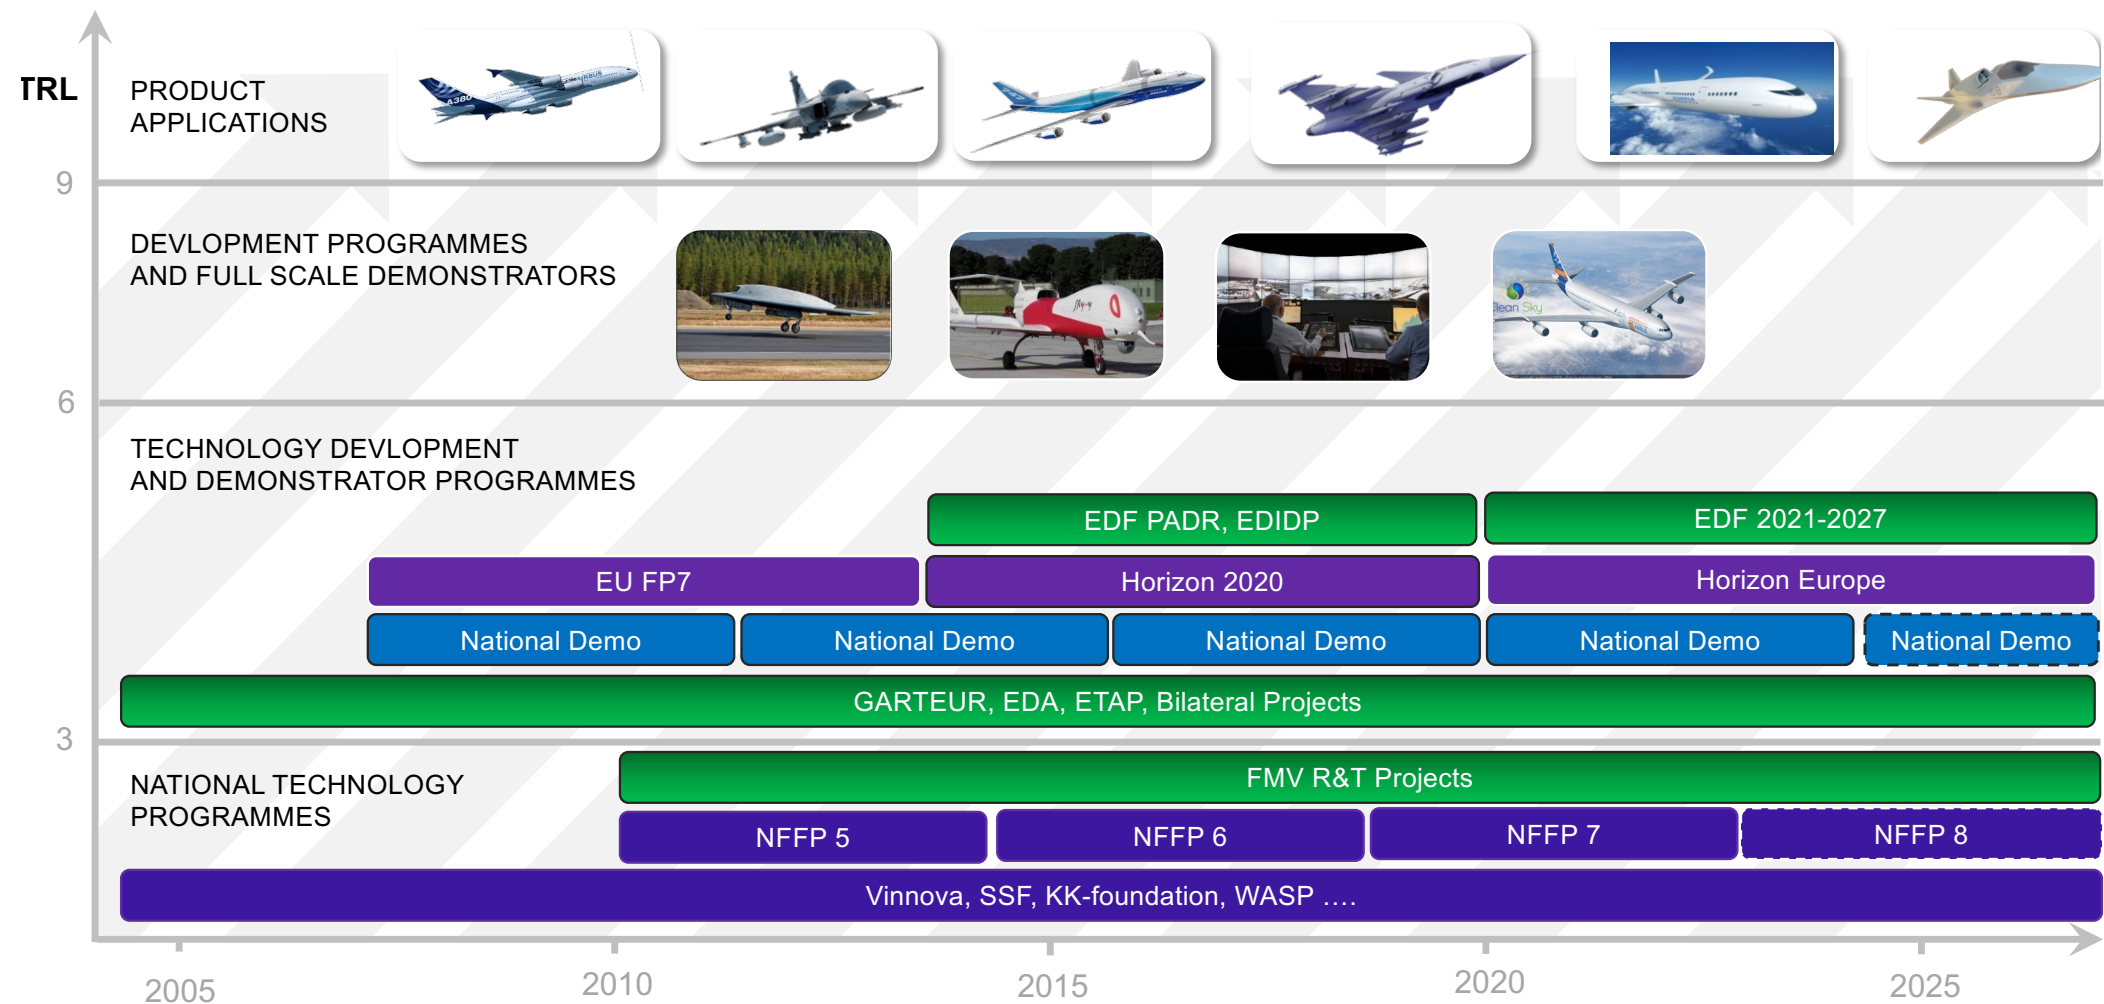 TRL
PRODUCT
APPLICATIONS
A380
9
DEVLOPMENT PROGRAMMES
AND FULL SCALE DEMONSTRATORS
Clean Sky
6
TECHNOLOGY DEVLOPMENT
AND DEMONSTRATOR PROGRAMMES
EDF PADR, EDIDP
EDF 2021-2027
EU FP7
Horizon 2020
Horizon Europe
National Demo
National Demo
National Demo
National Demo
National Demo
GARTEUR, EDA, ETAP, Bilateral Projects
3
NATIONAL TECHNOLOGY
PROGRAMMES
FMV R&T Projects
NFFP 5
NFFP 6
NFFP 7
NFFP 8
Vinnova, SSF, KK-foundation, WASP ....
2005
2010
2015
2020
2025